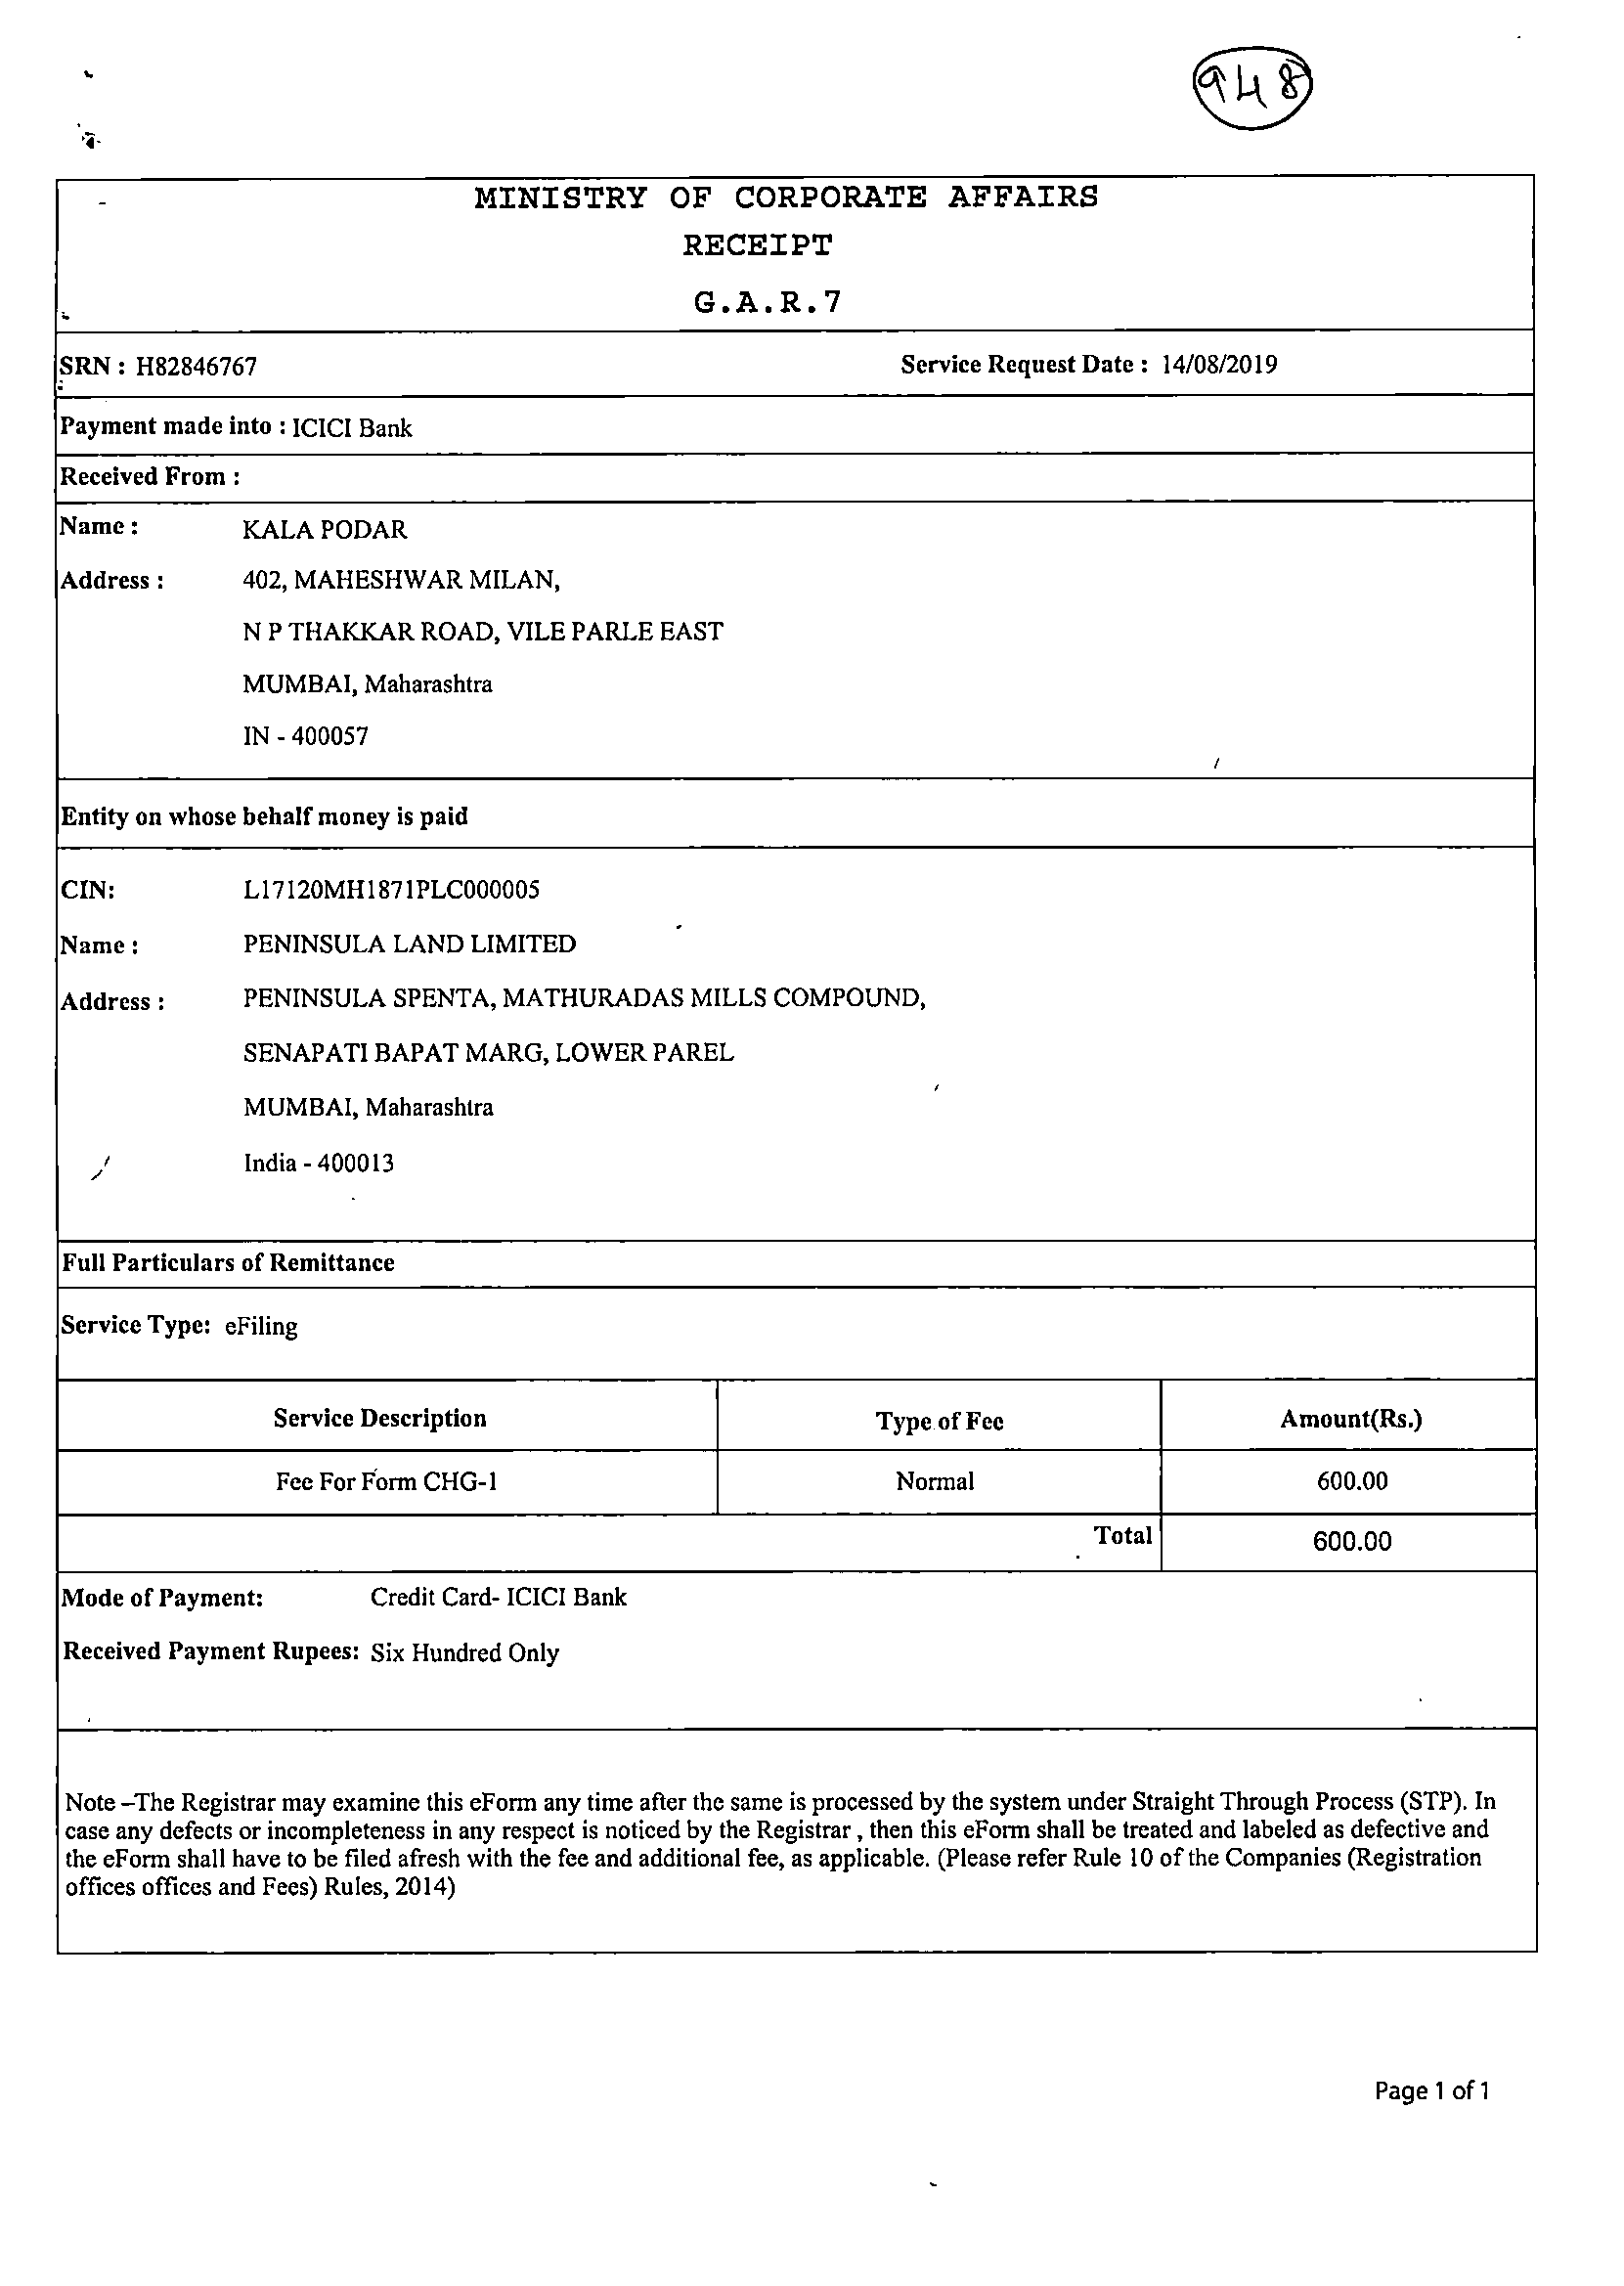 948
MINISTRY OF CORPORATE AFFAIRS
RECEIPT
G.A.R.7
SRN : H82846767 Service Request Date : 14/08/2019
Payment made into : ICICI Bank
Received From :
Name : KALA PODAR
Address : 402, MAHESHWAR MILAN,
N P THAKKAR ROAD, VILE PARLE EAST
MUMBAI, Maharashtra
IN - 400057
Entity on whose behalf money is paid
CIN: L17120MH1871PLC000005
Name : PENINSULA LAND LIMITED
Address : PENINSULA SPENTA, MATHURADAS MILLS COMPOUND,
SENAPATI BAPAT MARG, LOWER PAREL
MUMBAI, Maharashtra
India - 400013
Full Particulars of Remittance
Service Type: eFiling
Service Description Type of Fee Amount(Rs.)
Fee For Form CHG-1 Normal 600.00
Total 600.00
Mode of Payment: Credit Card- ICICI Bank
Received Payment Rupees: Six Hundred Only
Note –The Registrar may examine this eForm any time after the same is processed by the system under Straight Through Process (STP). In
case any defects or incompleteness in any respect is noticed by the Registrar , then this eForm shall be treated and labeled as defective and
the eForm shall have to be filed afresh with the fee and additional fee, as applicable. (Please refer Rule 10 of the Companies (Registration
offices offices and Fees) Rules, 2014)
Page 1 of 1